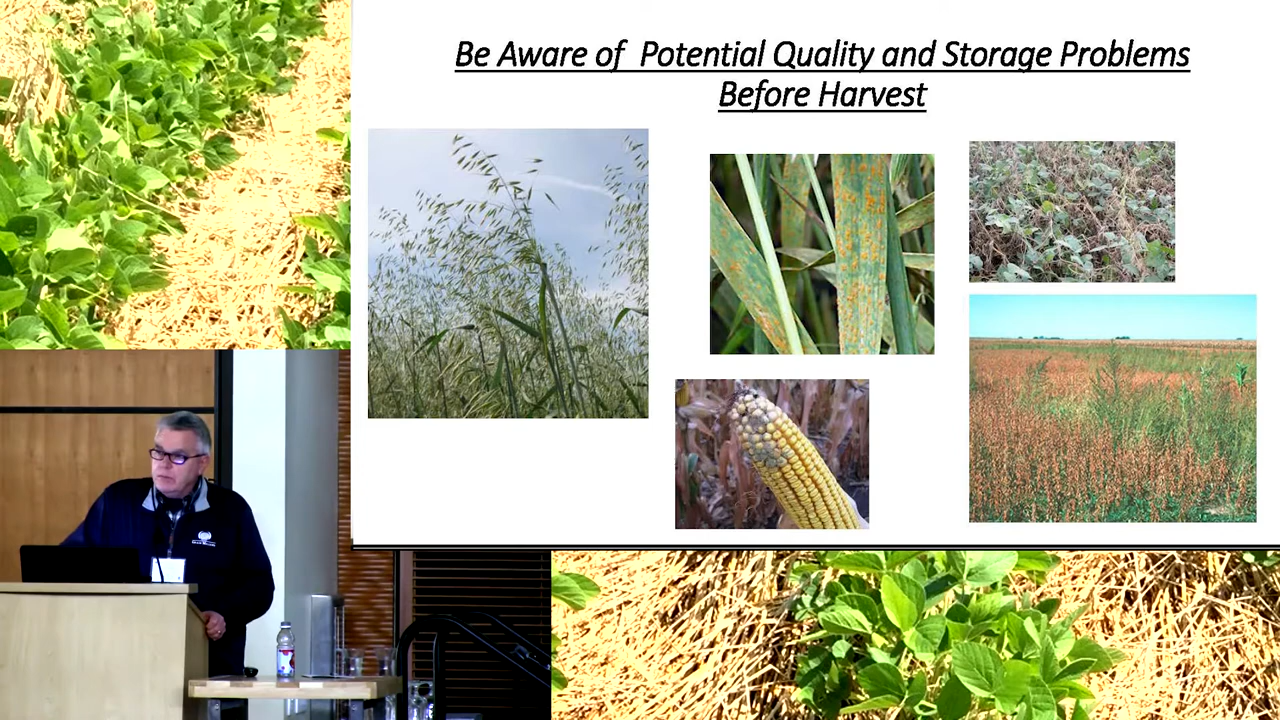 Be Aware of Potential Quality and Storage Problems
Before Harvest